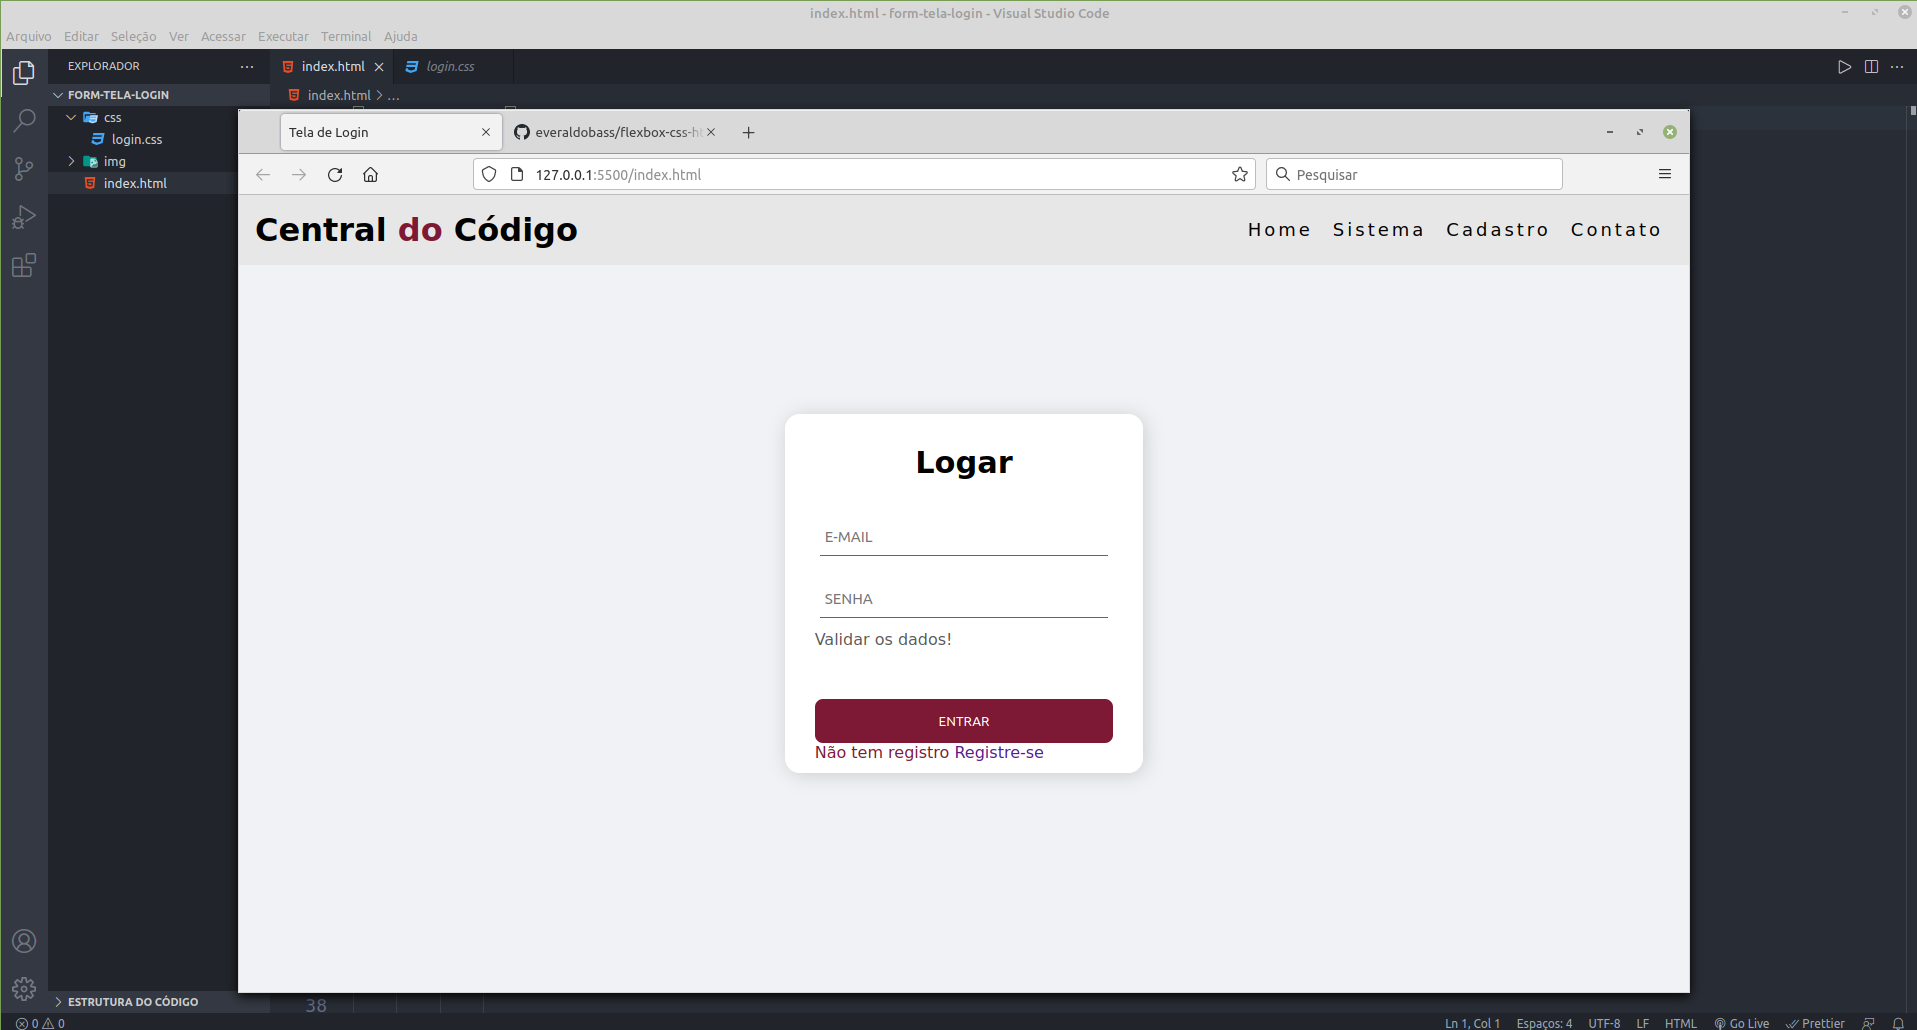 index.html - form-tela-login - Visual Studio Code
Arquivo Editar Seleção Ver Acessar Executar Terminal Ajuda
EXPLORADOR
index.html
login.css
FORM-TELA-LOGIN
index.html > ...
css
login.css
img
index.html
Tela de Login
everaldobass/flexbox-css-ht
127.0.0.1:5500/index.html
Pesquisar
Central do Código
Home Sistema Cadastro Contato
Logar
E-MAIL
SENHA
Validar os dados!
ENTRAR
Não tem registro Registre-se
ESTRUTURA DO CÓDIGO
38
0 0
Ln 1, Col 1 Espaços: 4 UTF-8 LF HTML Go Live Prettier